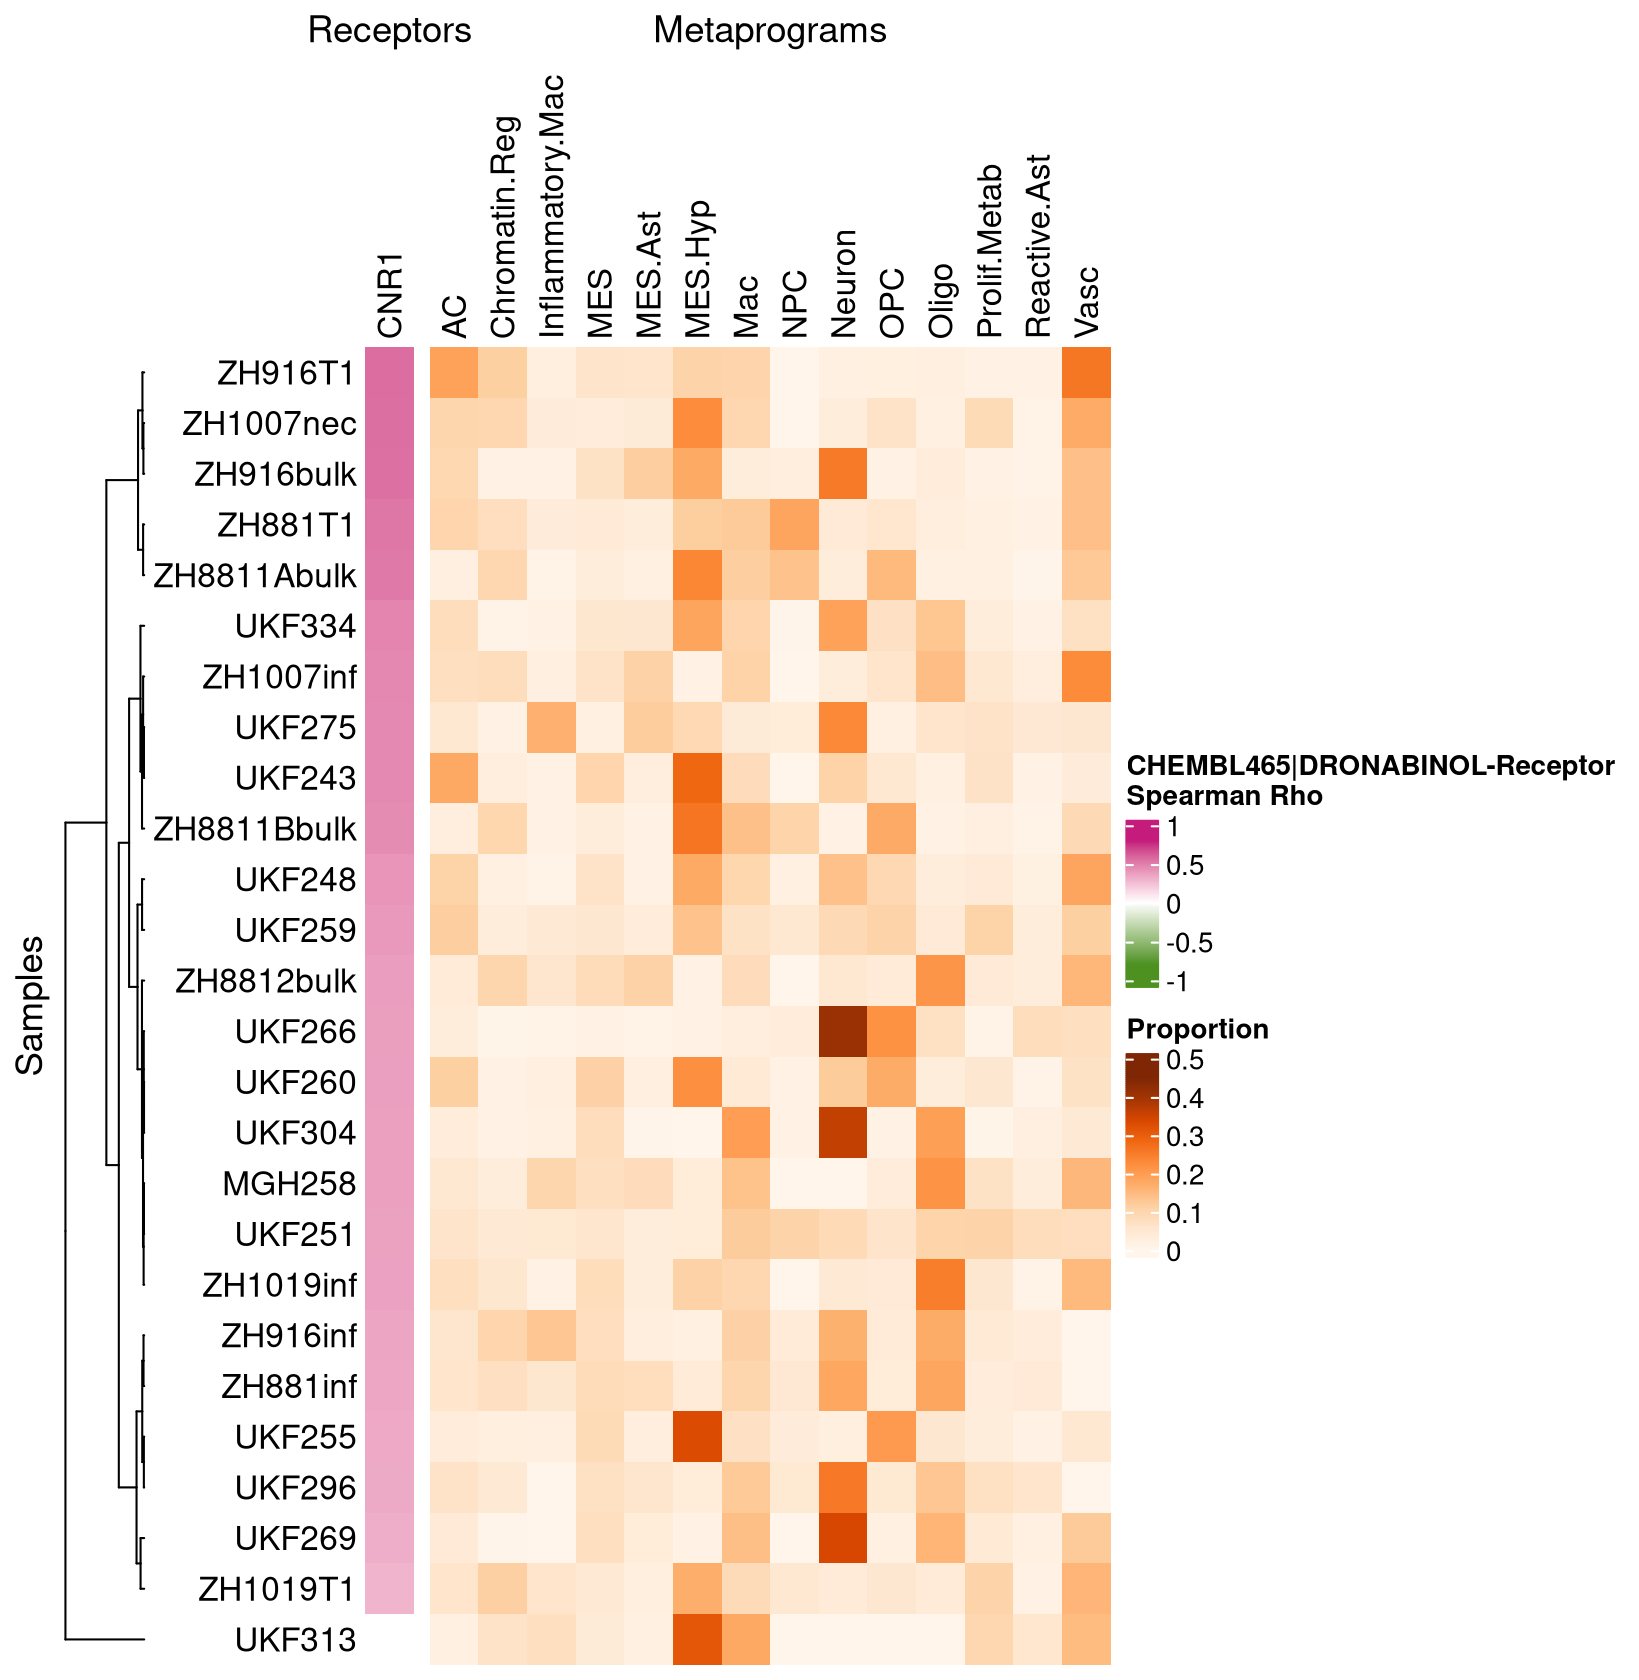 Receptors
Metaprograms
CNR1
AC
Chromatin.Reg
Inflammatory.Mac
MES
MES.Ast
MES.Hyp
Mac
NPC
Neuron
OPC
Oligo
Prolif.Metab
Reactive.Ast
Vasc
Samples
ZH916T1
ZH1007nec
ZH916bulk
ZH881T1
ZH8811Abulk
UKF334
ZH1007inf
UKF275
UKF243
ZH8811Bbulk
UKF248
UKF259
ZH8812bulk
UKF266
UKF260
UKF304
MGH258
UKF251
ZH1019inf
ZH916inf
ZH881inf
UKF255
UKF296
UKF269
ZH1019T1
UKF313
CHEMBL465|DRONABINOL-Receptor
Spearman Rho
1
0.5
0
-0.5
-1
Proportion
0.5
0.4
0.3
0.2
0.1
0